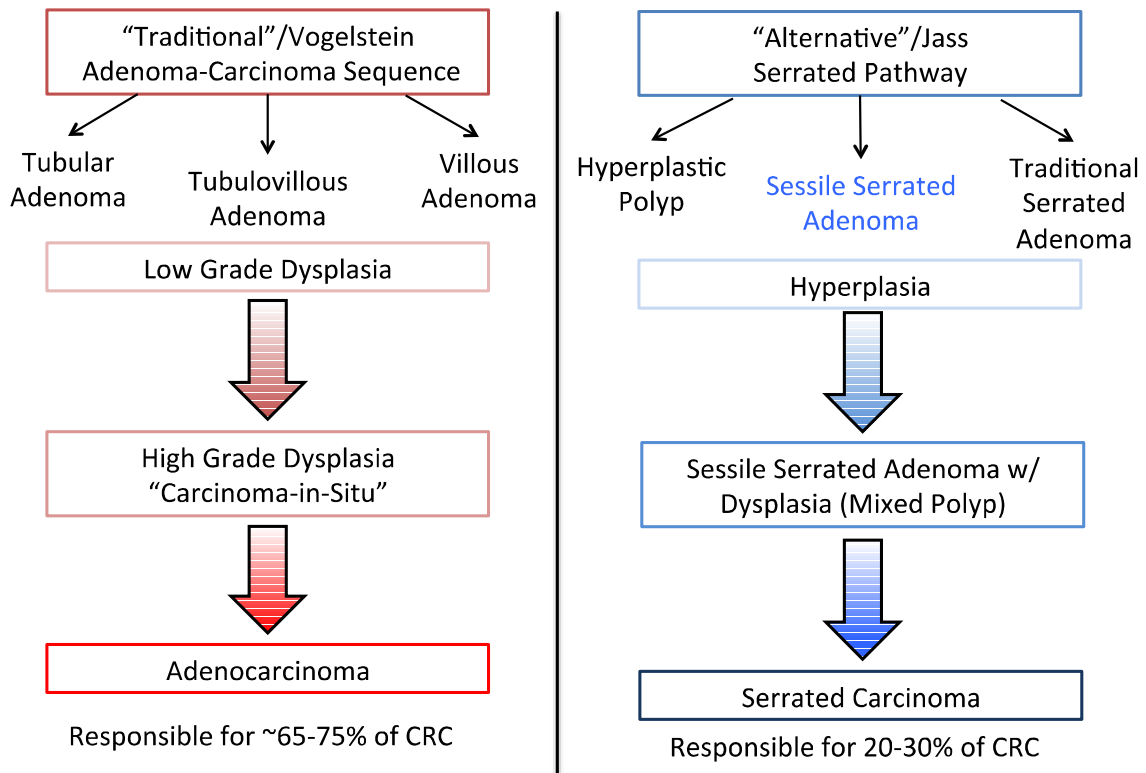 “Traditional”/Vogelstein
Adenoma-Carcinoma Sequence
Tubular
Adenoma
Tubulovillous
Adenoma
Villous
Adenoma
Low Grade Dysplasia
High Grade Dysplasia
“Carcinoma-in-Situ”
Adenocarcinoma
Responsible for ~65-75% of CRC
“Alternative”/Jass
Serrated Pathway
Hyperplastic
Polyp
Sessile Serrated
Adenoma
Traditional
Serrated
Adenoma
Hyperplasia
Sessile Serrated Adenoma w/
Dysplasia (Mixed Polyp)
Serrated Carcinoma
Responsible for 20-30% of CRC